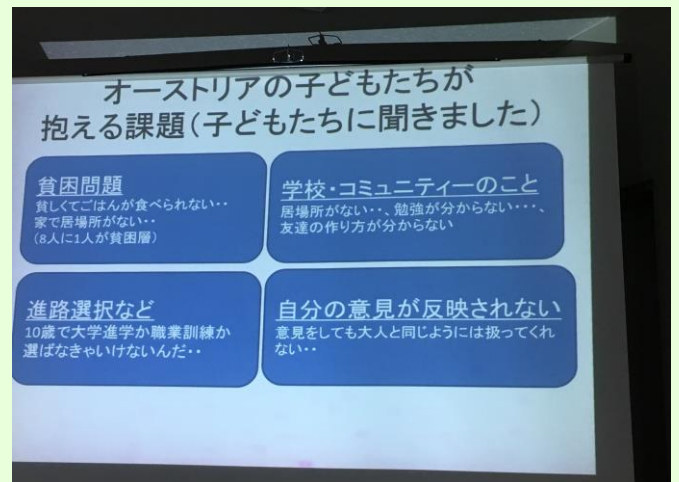 オーストリアの子どもたちが
抱える課題(子どもたちに聞きました)
貧困問題
貧しくてごはんが食べられない・・
家で居場所がない・・
(8人に1人が貧困層)
学校・コミュニティーのこと
居場所がない・・、勉強が分からない・・・、
友達の作り方が分からない
進路選択など
10歳で大学進学か職業訓練か
選ばなきゃいけないんだ・・
自分の意見が反映されない
意見をしても大人と同じようには扱ってくれ
ない・・